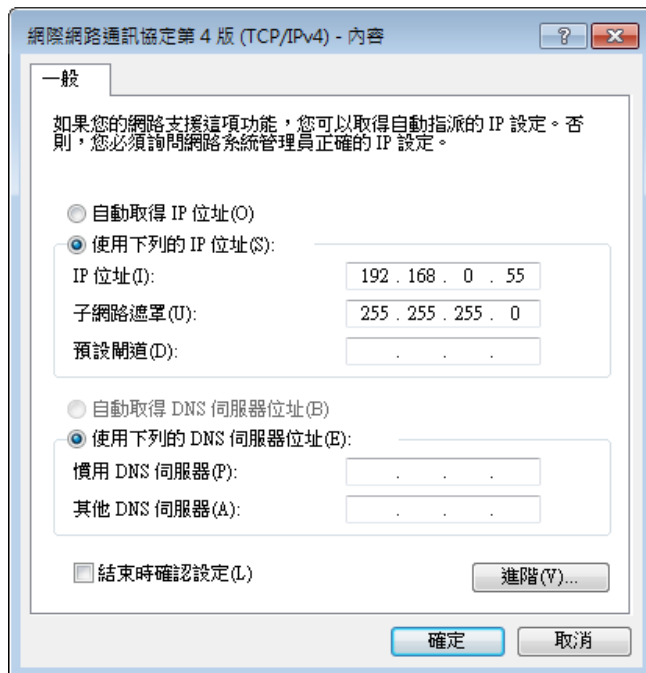 網際網路通訊協定第 4 版 (TCP/IPv4) - 內容
一般
如果您的網路支援這項功能，您可以取得自動指派的 IP 設定。否
則，您必須詢問網路系統管理員正確的 IP 設定。
自動取得 IP 位址(O)
使用下列的 IP 位址(S):
IP 位址(I): 192 . 168 . 0 . 55
子網路遮罩(U): 255 . 255 . 255 . 0
預設閘道(D): . . .
自動取得 DNS 伺服器位址(B)
使用下列的 DNS 伺服器位址(E):
慣用 DNS 伺服器(P): . . .
其他 DNS 伺服器(A): . . .
結束時確認設定(L)
進階(V)...
確定 取消